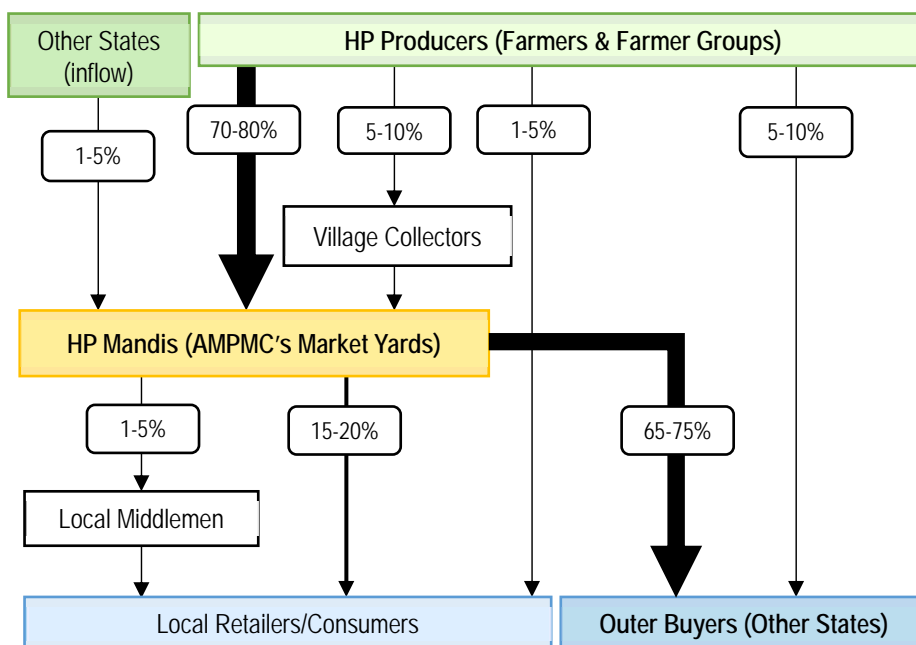 Other States
(inflow)
HP Producers (Farmers & Farmer Groups)
1-5%
70-80%
5-10%
1-5%
5-10%
Village Collectors
HP Mandis (AMPMC's Market Yards)
1-5%
15-20%
65-75%
Local Middlemen
Local Retailers/Consumers
Outer Buyers (Other States)